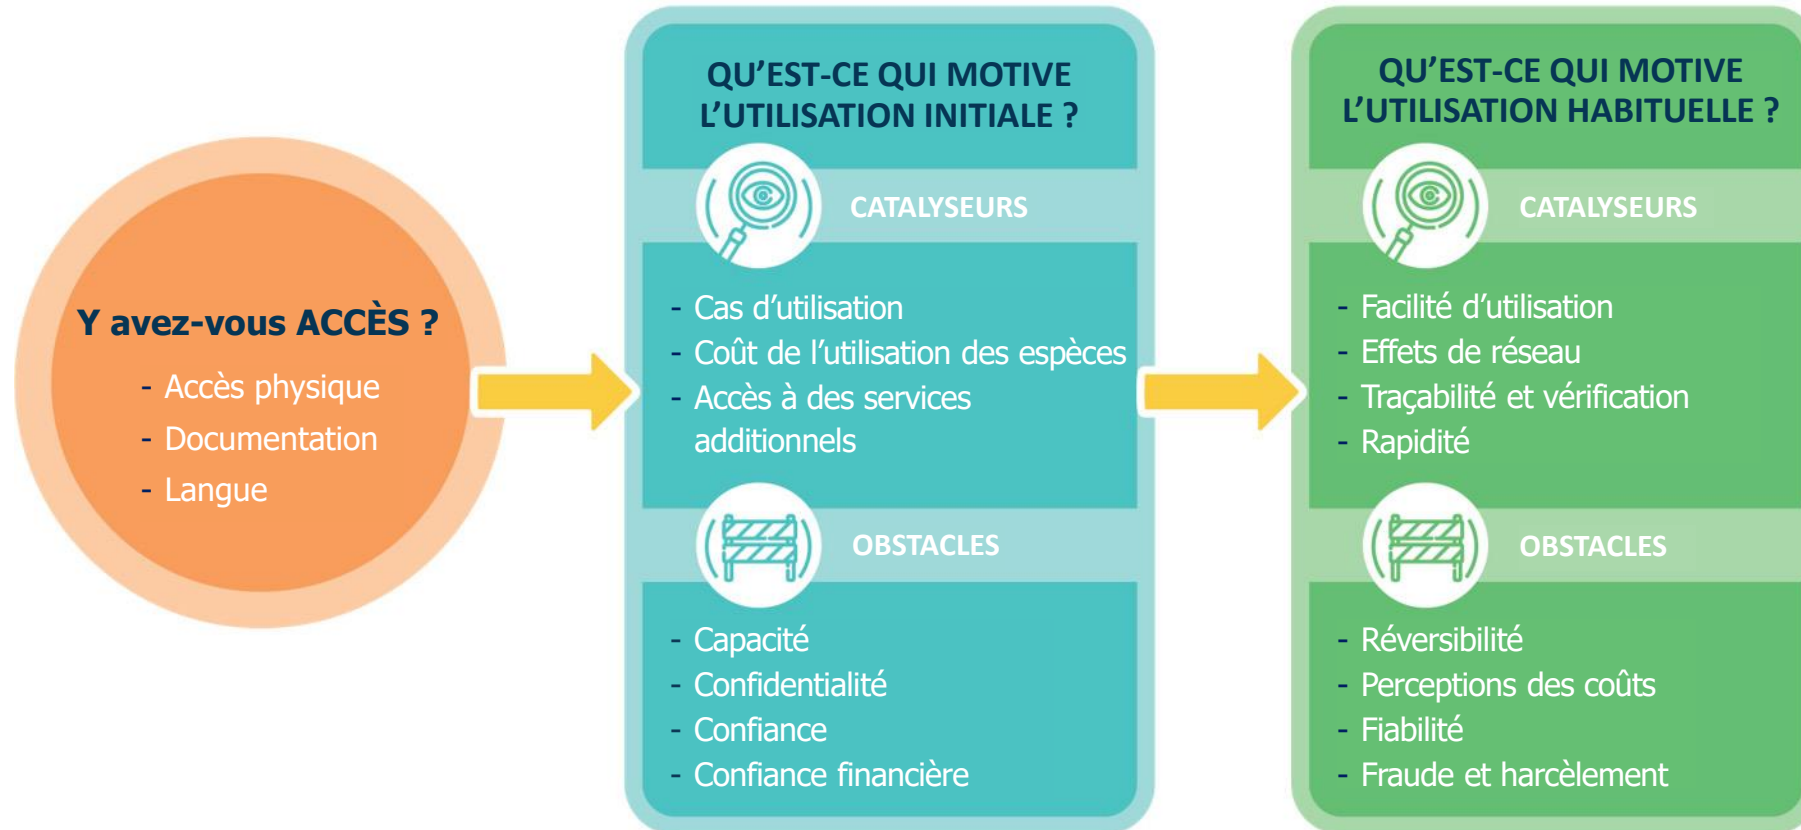 Y avez-vous ACCÈS ?
- Accès physique
- Documentation
- Langue
QU’EST-CE QUI MOTIVE
L’UTILISATION INITIALE ?
CATALYSEURS
- Cas d’utilisation
- Coût de l’utilisation des espèces
- Accès à des services
additionnels
OBSTACLES
- Capacité
- Confidentialité
- Confiance
- Confiance financière
QU’EST-CE QUI MOTIVE
L’UTILISATION HABITUELLE ?
CATALYSEURS
- Facilité d’utilisation
- Effets de réseau
- Traçabilité et vérification
- Rapidité
OBSTACLES
- Réversibilité
- Perceptions des coûts
- Fiabilité
- Fraude et harcèlement